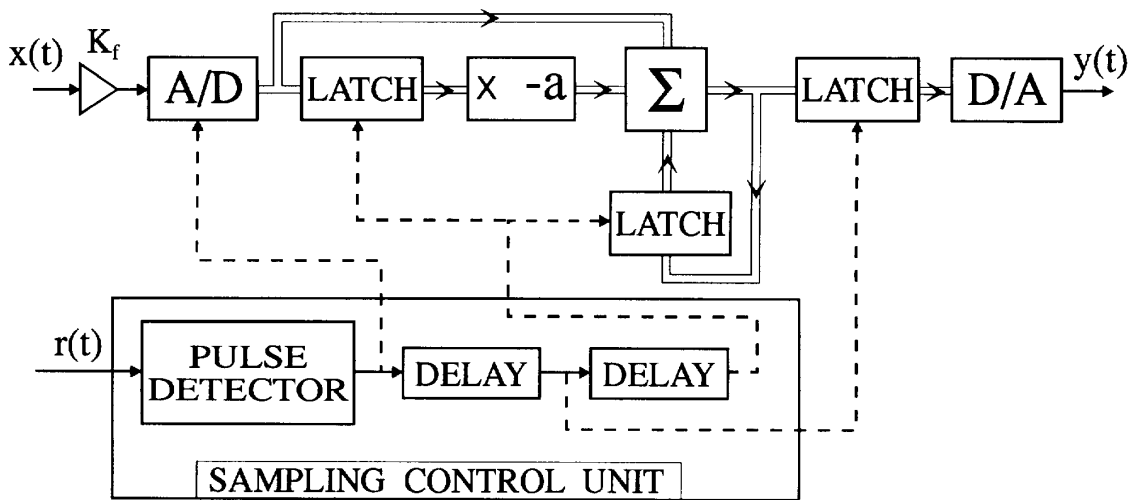 x(t)
K_f
A/D
LATCH
x -a
Σ
LATCH
D/A
y(t)
LATCH
r(t)
PULSE
DETECTOR
DELAY
DELAY
SAMPLING CONTROL UNIT